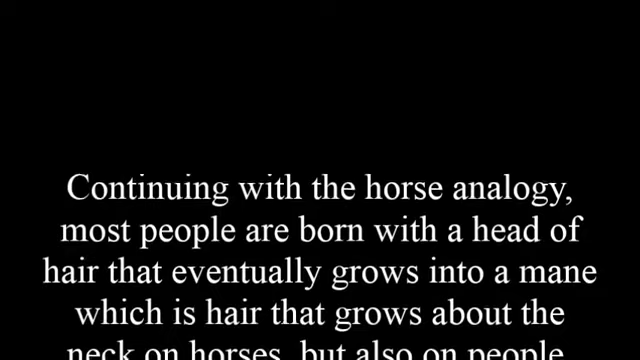 Continuing with the horse analogy,
most people are born with a head of
hair that eventually grows into a mane
which is hair that grows about the
neck on horses, but also on people.